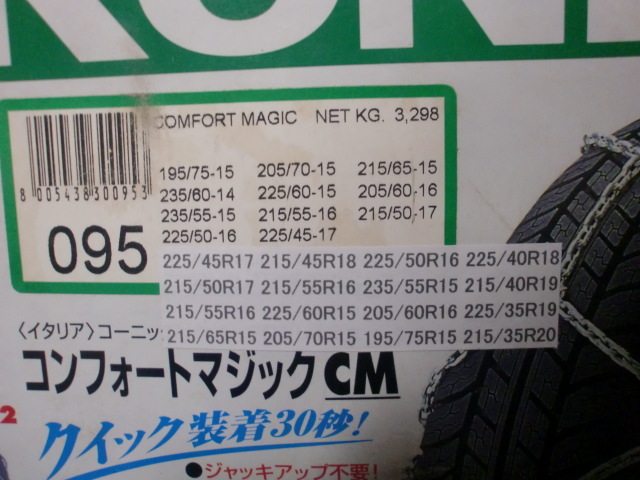 COMFORT MAGIC NET KG. 3,298
195/75-15 205/70-15 215/65-15
235/60-14 225/60-15 205/60-16
235/55-15 215/55-16 215/50-17
225/50-16 225/45-17
8 005438 300953
095
225/45R17 215/45R18 225/50R16 225/40R18
215/50R17 215/55R16 235/55R15 215/40R19
215/55R16 225/60R15 205/60R16 225/35R19
215/65R15 205/70R15 195/75R15 215/35R20
〈イタリア〉コーニッ
コンフォートマジックCM
2
クイック装着30秒!
●ジャッキアップ不要!